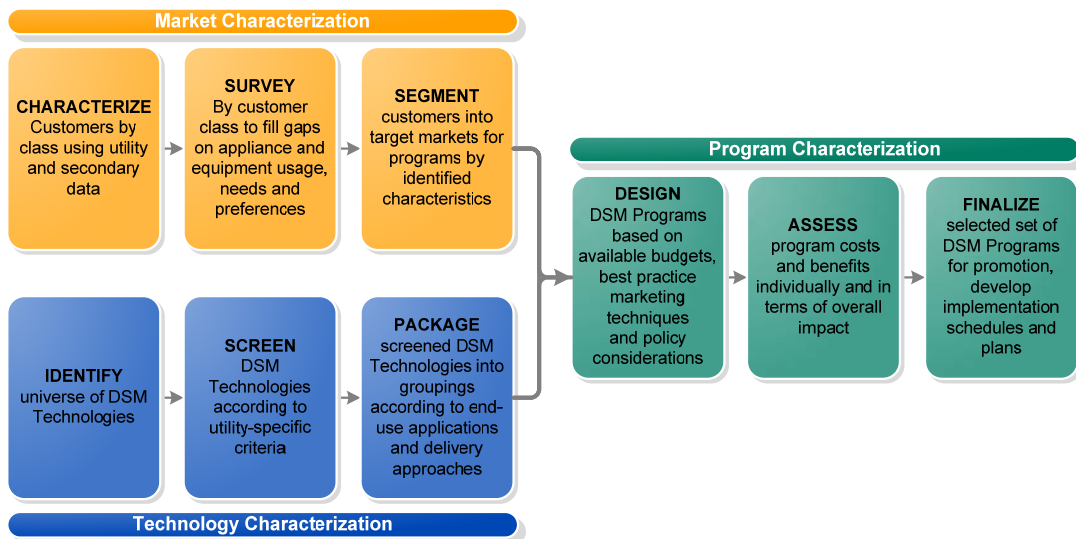 Market Characterization
CHARACTERIZE
Customers by
class using utility
and secondary
data
SURVEY
By customer
class to fill gaps
on appliance and
equipment usage,
needs and
preferences
SEGMENT
customers into
target markets for
programs by
identified
characteristics
Program Characterization
DESIGN
DSM Programs
based on
available budgets,
best practice
marketing
techniques
and policy
considerations
ASSESS
program costs
and benefits
individually and in
terms of overall
impact
FINALIZE
selected set of
DSM Programs
for promotion,
develop
implementation
schedules and
plans
IDENTIFY
universe of DSM
Technologies
SCREEN
DSM
Technologies
according to
utility-specific
criteria
PACKAGE
screened DSM
Technologies into
groupings
according to end-
use applications
and delivery
approaches
Technology Characterization